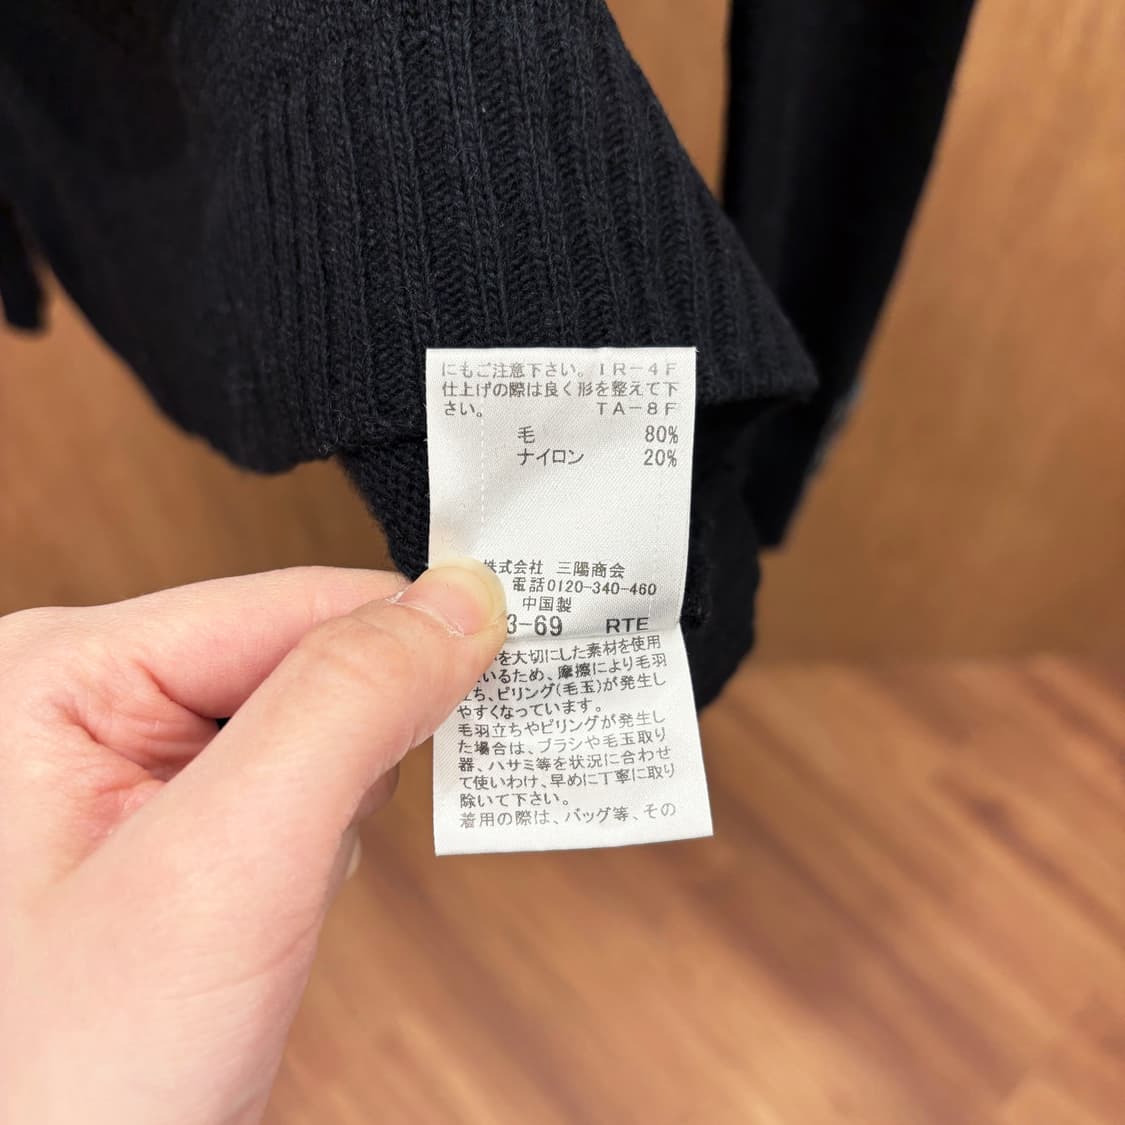 にもご注意下さい。IR-4F
仕上げの際は良く形を整えて下
さい。 TA-8F
毛 80%
ナイロン 20%
株式会社 三陽商会
電話0120-340-460
中国製
3-69 RTE
を大切にした素材を使用
いるため、摩擦により毛羽
立ち、ピリング(毛玉)が発生し
やすくなっています。
毛羽立ちやピリングが発生し
た場合は、ブラシや毛玉取り
器、ハサミ等を状況に合わせ
て使いわけ、早めに丁寧に取り
除いて下さい。
着用の際は、バッグ等、その